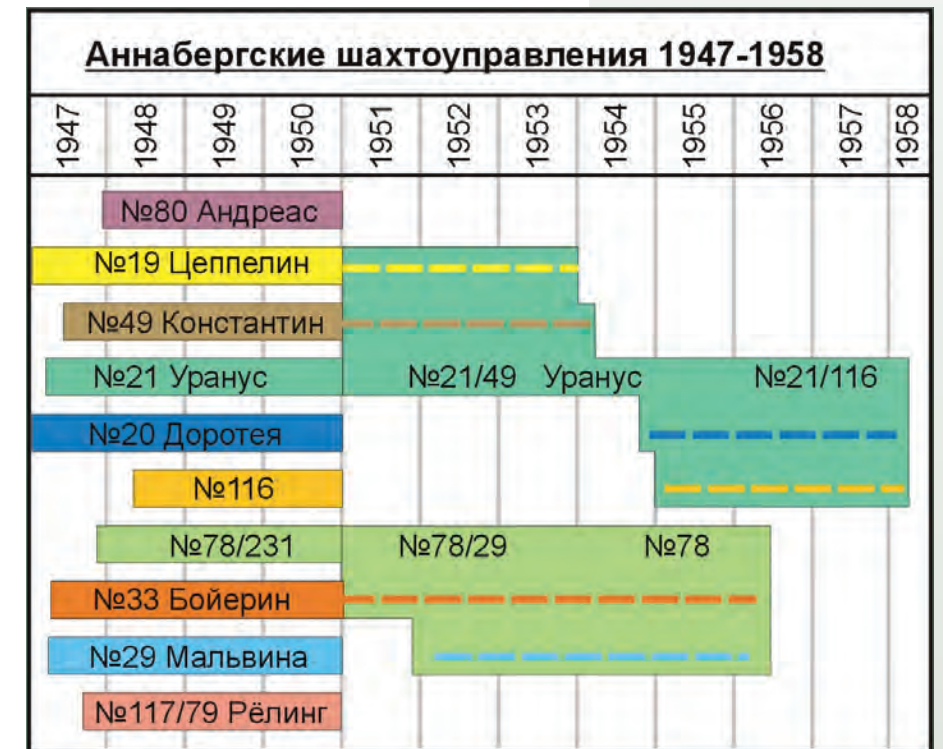 Аннабергские шахтоуправления 1947-1958
1947 1948 1949 1950 1951 1952 1953 1954 1955 1956 1957 1958
№80 Андреас
№19 Цеппелин
№49 Константин
№21 Уранус №21/49 Уранус №21/116
№20 Доротея
№116
№78/231 №78/29 №78
№33 Бойерин
№29 Мальвина
№117/79 Рёлинг